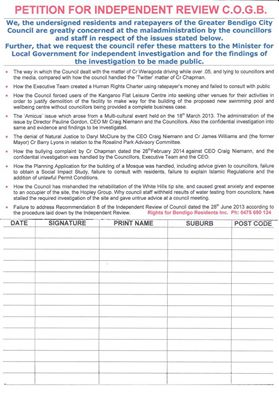 PETITION FOR INDEPENDENT REVIEW C.O.G.B.
We, the undersigned residents and ratepayers of the Greater Bendigo City
Council are greatly concerned at the maladministration by the councillors
and staff in respect of the issues stated below.
Further, that we request the council refer these matters to the Minister for
Local Government for independent investigation and for the findings of
the investigation to be made public.
• The way in which the Council dealt with the matter of Cr Weragoda driving while over .05, and lying to councillors and
the media, compared with how the council handled the 'Twitter' matter of Cr Chapman.
• How the Executive Team created a Human Rights Charter using ratepayer's money and failed to consult with public
• How the Council forced users of the Kangaroo Flat Leisure Centre into seeking other venues for their activities in
order to justify demolition of the facility to make way for the building of the proposed new swimming pool and
wellbeing centre without councillors being provided a complete business case.
• The 'Amicus' issue which arose from a Multi-cultural event held on the 18th March 2013. The administration of the
issue by Director Pauline Gordon, CEO Mr Craig Niemann and the Councillors. Also the confidential investigation into
same and evidence and findings to be investigated.
• The denial of Natural Justice to Daryl McClure by the CEO Craig Niemann and Cr James Williams and (the former
Mayor) Cr Barry Lyons in relation to the Rosalind Park Advisory Committee.
• How the bullying complaint by Cr Chapman dated the 26th February 2014 against CEO Craig Niemann, and the
confidential investigation was handled by the Councillors, Executive Team and the CEO.
• How the Planning Application for the building of a Mosque was handled, including advice given to councillors, failure to
obtain a Social Impact Study, failure to consult with residents, failure to explain Islamic Regulations and the
addition of unlawful Permit Conditions.
• How the Council has mishandled the rehabilitation of the White Hills tip site, and caused great anxiety and expense
to an occupier of the site, the Hopley Group. Why council staff withheld results of water testing from councillors; have
stalled the required investigation of the site and gave untrue advice at a council meeting.
• Failure to address Recommendation 8 of the Independent Review of Council dated the 28th June 2013 according to
the procedure laid down by the Independent Review. Rights for Bendigo Residents Inc. Ph: 0475 690 124
DATE SIGNATURE PRINT NAME SUBURB POST CODE